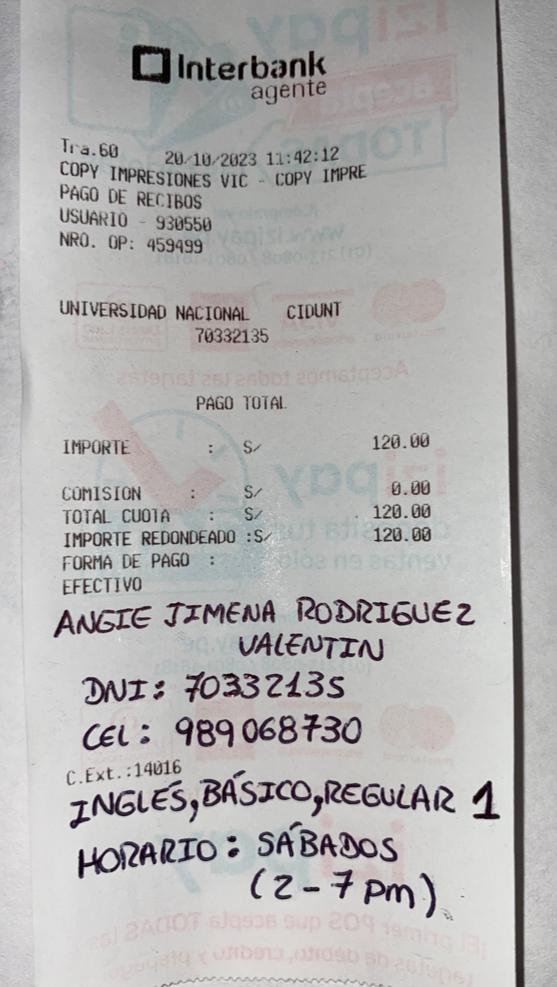 Interbank
agente
Tra.60 20/10/2023 11:42:12
COPY IMPRESIONES VIC - COPY IMPRE
PAGO DE RECIBOS
USUARIO - 930550
NRO. OP: 459499
UNIVERSIDAD NACIONAL CIDUNT
70332135
PAGO TOTAL
IMPORTE : S/ 120.00
COMISION : S/ 0.00
TOTAL CUOTA : S/ 120.00
IMPORTE REDONDEADO :S/ 120.00
FORMA DE PAGO :
EFECTIVO
ANGIE JIMENA RODRIGUEZ
VALENTIN
DNI: 70332135
CEL: 989068730
C.Ext.:14016
INGLÉS, BÁSICO, REGULAR 1
HORARIO: SÁBADOS
(2-7 pm)